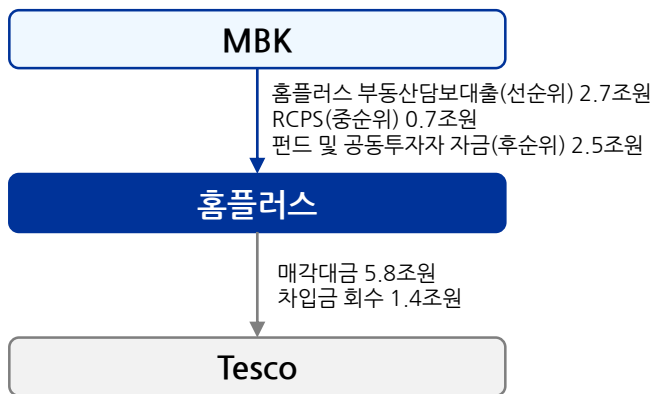 MBK
홈플러스 부동산담보대출(선순위) 2.7조원
RCPS(중순위) 0.7조원
펀드 및 공동투자자 자금(후순위) 2.5조원
홈플러스
매각대금 5.8조원
차입금 회수 1.4조원
Tesco